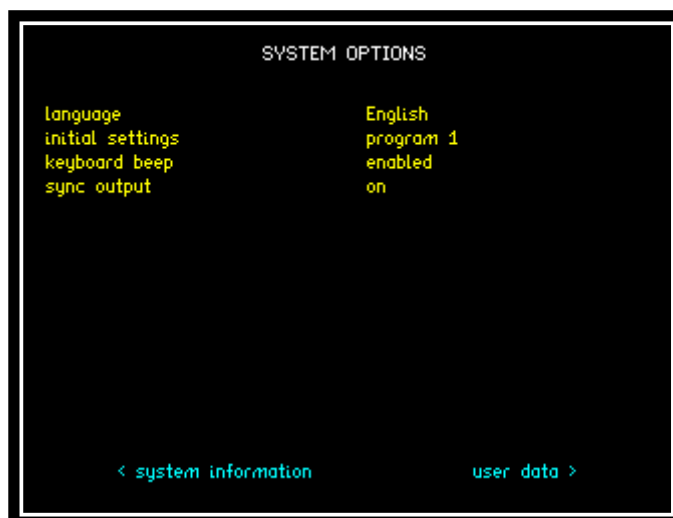 SYSTEM OPTIONS
language English
initial settings program 1
keyboard beep enabled
sync output on
< system information user data >